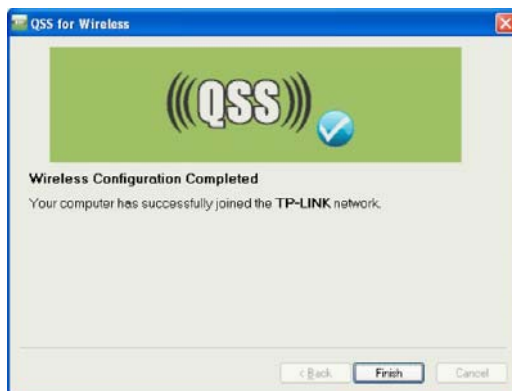 QSS for Wireless
QSS
Wireless Configuration Completed
Your computer has successfully joined the TP-LINK network.
< Back
Finish
Cancel